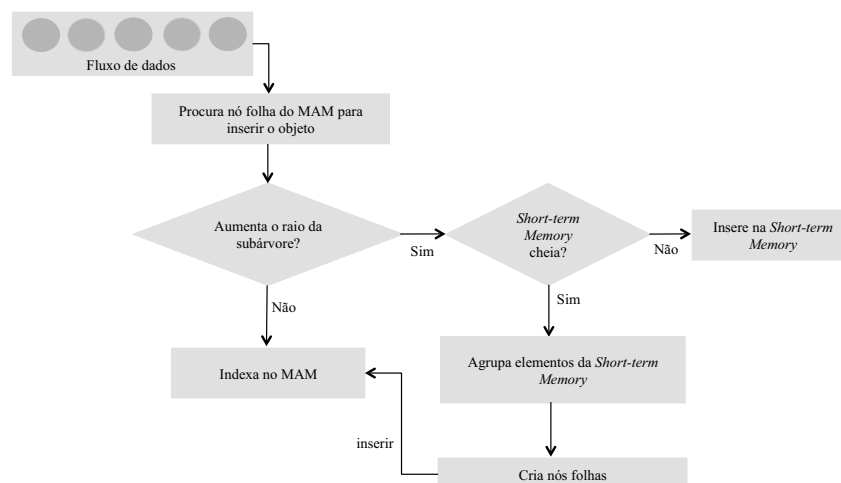 Fluxo de dados
Procura nó folha do MAM para
inserir o objeto
Aumenta o raio da
subárvore?
Sim
Short-term
Memory
cheia?
Não
Insere na Short-term
Memory
Não
Sim
Indexa no MAM
Agrupa elementos da Short-term
Memory
inserir
Cria nós folhas